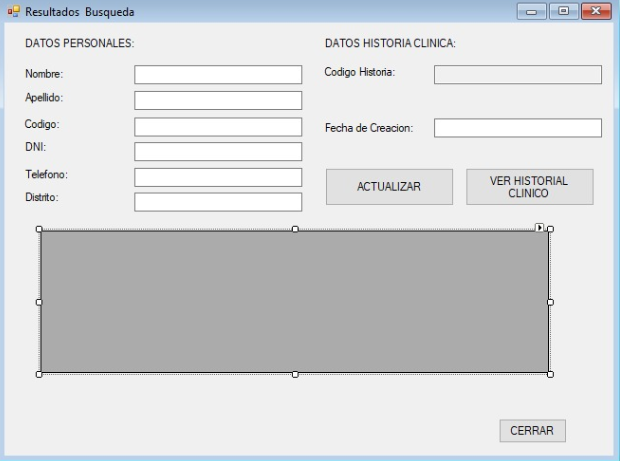 Resultados Busqueda
DATOS PERSONALES:
Nombre:
Apellido:
Codigo:
DNI:
Telefono:
Distrito:
DATOS HISTORIA CLINICA:
Codigo Historia:
Fecha de Creacion:
ACTUALIZAR
VER HISTORIAL
CLINICO
CERRAR